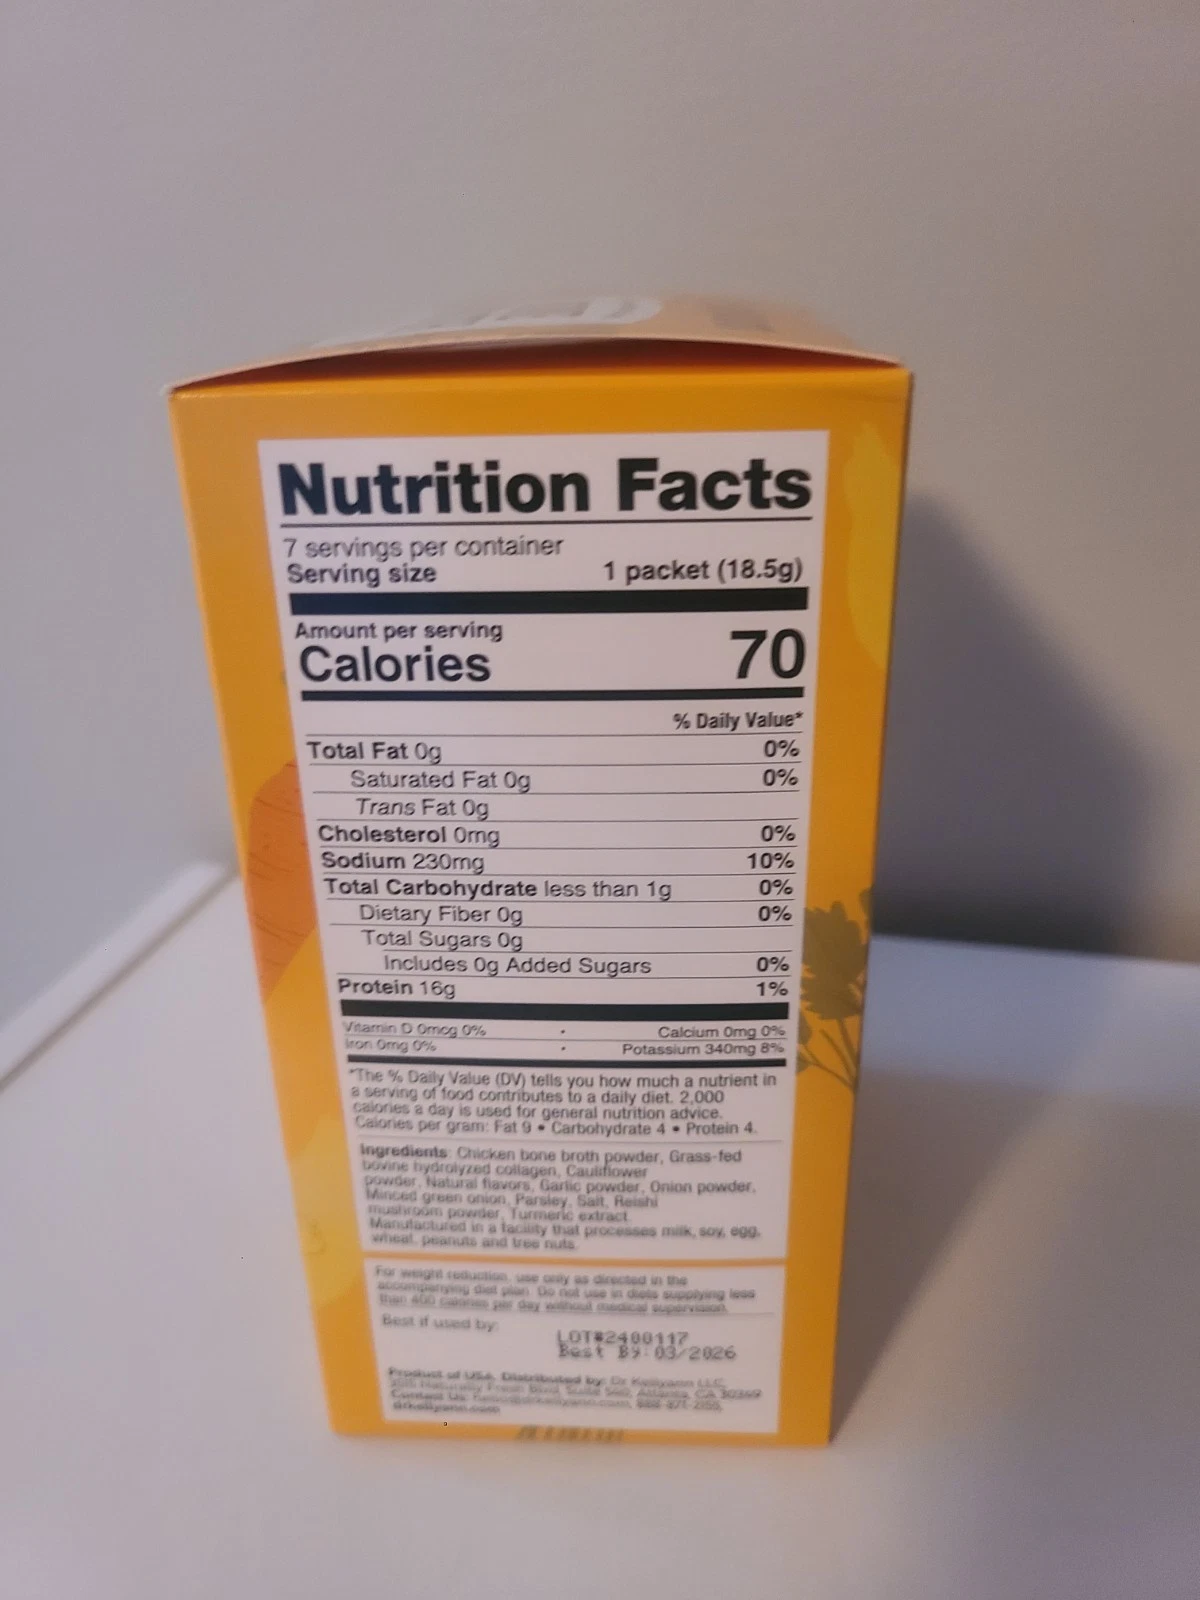 Nutrition Facts
7 servings per container
Serving size 1 packet (18.5g)
Amount per serving
Calories 70
% Daily Value*
Total Fat 0g 0%
Saturated Fat 0g 0%
Trans Fat 0g
Cholesterol 0mg 0%
Sodium 230mg 10%
Total Carbohydrate less than 1g 0%
Dietary Fiber 0g 0%
Total Sugars 0g
Includes 0g Added Sugars 0%
Protein 16g 1%
Vitamin D 0mcg 0% • Calcium 0mg 0%
Iron 0mg 0% • Potassium 340mg 8%
*The % Daily Value (DV) tells you how much a nutrient in
a serving of food contributes to a daily diet. 2,000
calories a day is used for general nutrition advice.
Calories per gram: Fat 9 • Carbohydrate 4 • Protein 4.
Ingredients: Chicken bone broth powder, Grass-fed
bovine hydrolyzed collagen, Cauliflower
powder, Natural flavors, Garlic powder, Onion powder,
Minced green onion, Parsley, Salt, Reishi
mushroom powder, Turmeric extract.
Manufactured in a facility that processes milk, soy, egg,
wheat, peanuts and tree nuts.
For weight reduction, use only as directed in the
accompanying diet plan. Do not use in diets supplying less
than 400 calories per day without medical supervision.
Best if used by:
LOT#2400117
Best By: 03/2026
Product of USA. Distributed by: Dr Kellyann LLC,
Contact Us:
drkellyann.com